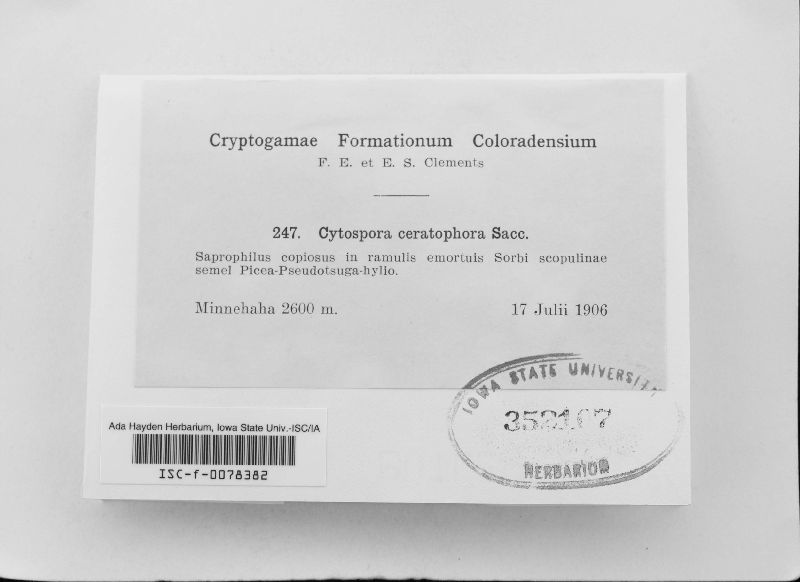 Cryptogamae Formationum Coloradensium
F. E. et E. S. Clements
247. Cytospora ceratophora Sacc.
Saprophilus copiosus in ramulis emortuis Sorbi scopulinae
semel Picea-Pseudotsuga-hylio.
Minnehaha 2600 m. 17 Julii 1906
IOWA STATE UNIVERSITY
HERBARIUM
Ada Hayden Herbarium, Iowa State Univ.-ISC/IA
ISC-f-0078382